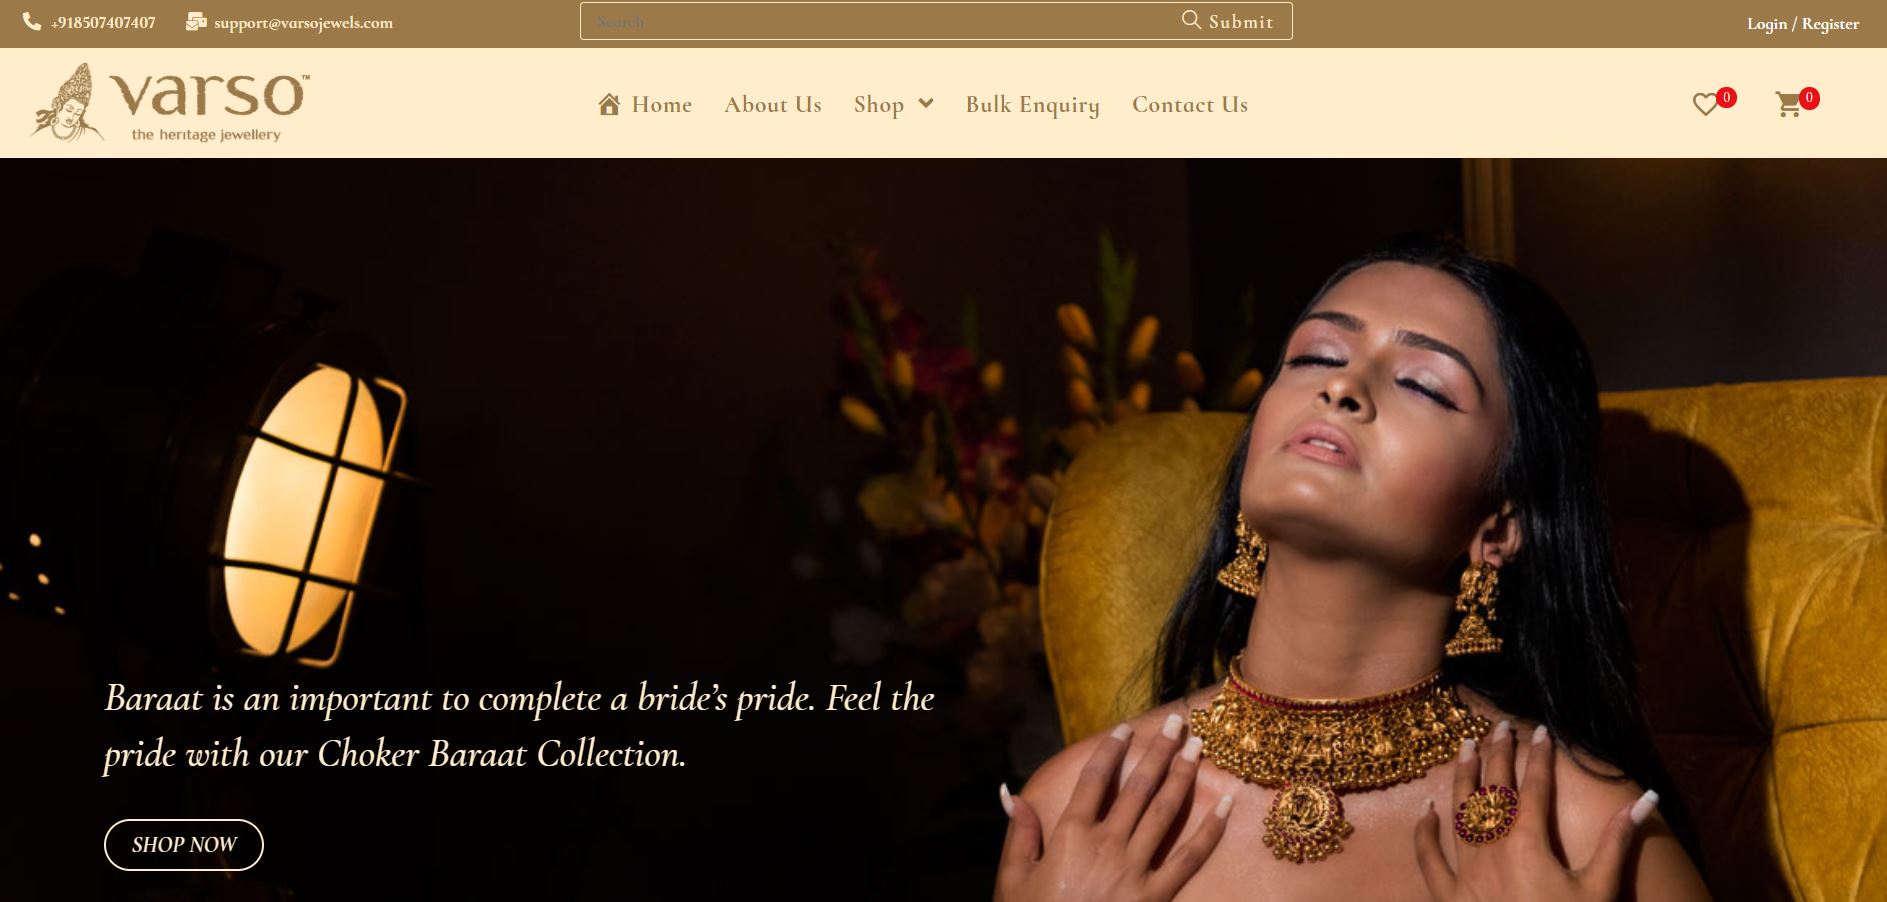 +918507407407
support@varsojewels.com
Search
Submit
Login / Register
varso™
the heritage jewellery
Home
About Us
Shop
Bulk Enquiry
Contact Us
0
0
Baraat is an important to complete a bride’s pride. Feel the
pride with our Choker Baraat Collection.
SHOP NOW